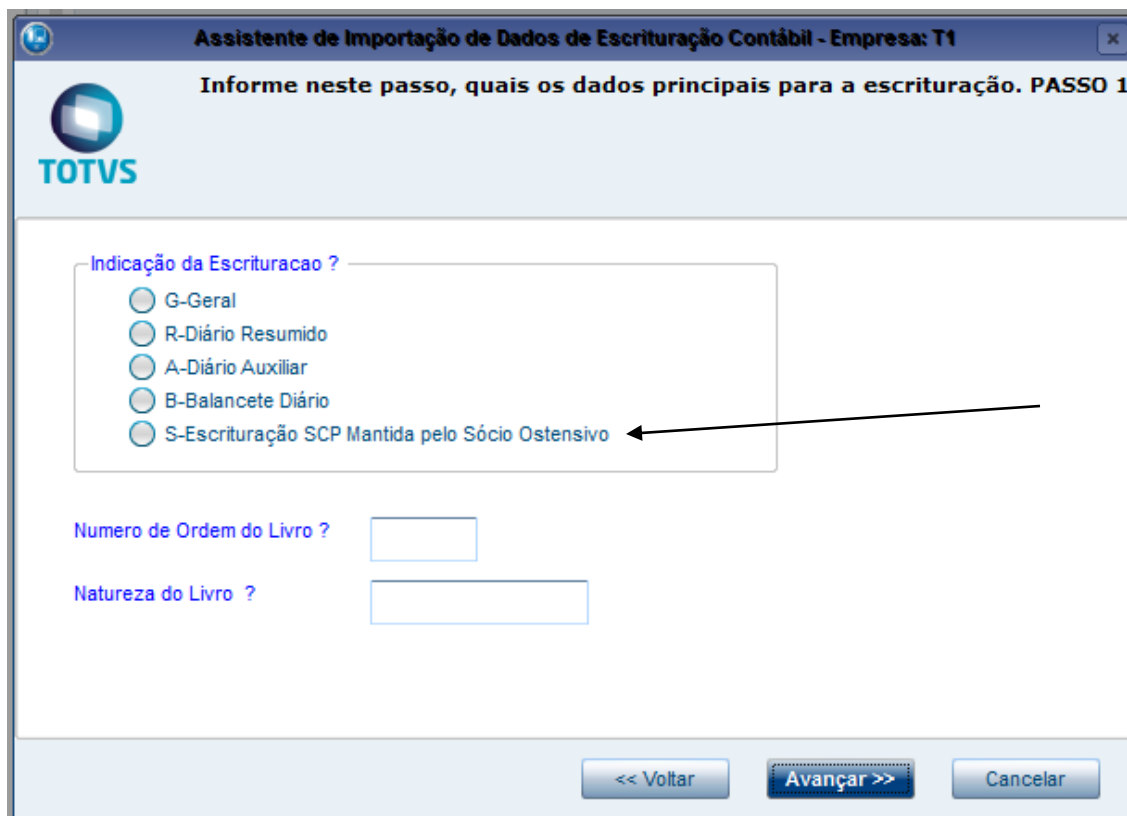 Assistente de Importação de Dados de Escrituração Contábil - Empresa: T1
Informe neste passo, quais os dados principais para a escrituração. PASSO 1
TOTVS
Indicação da Escrituracao ?
G-Geral
R-Diário Resumido
A-Diário Auxiliar
B-Balancete Diário
S-Escrituração SCP Mantida pelo Sócio Ostensivo
Numero de Ordem do Livro ?
Natureza do Livro ?
<< Voltar
Avançar >>
Cancelar